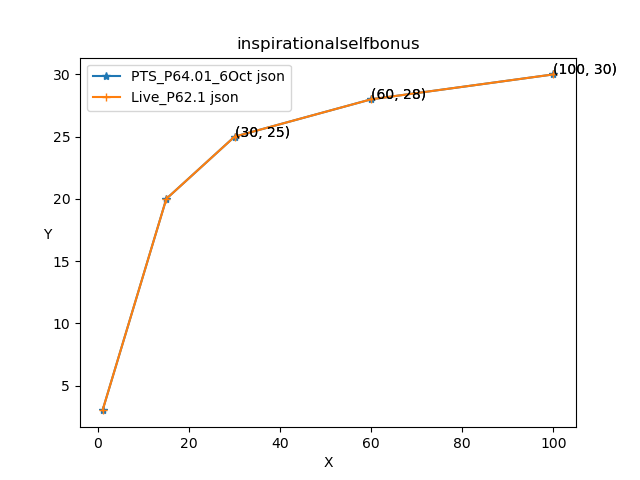 inspirationalselfbonus
PTS_P64.01_6Oct json
Live_P62.1 json
(100, 30)
(60, 28)
(30, 25)
30
25
20
15
10
5
Y
0 20 40 60 80 100
X